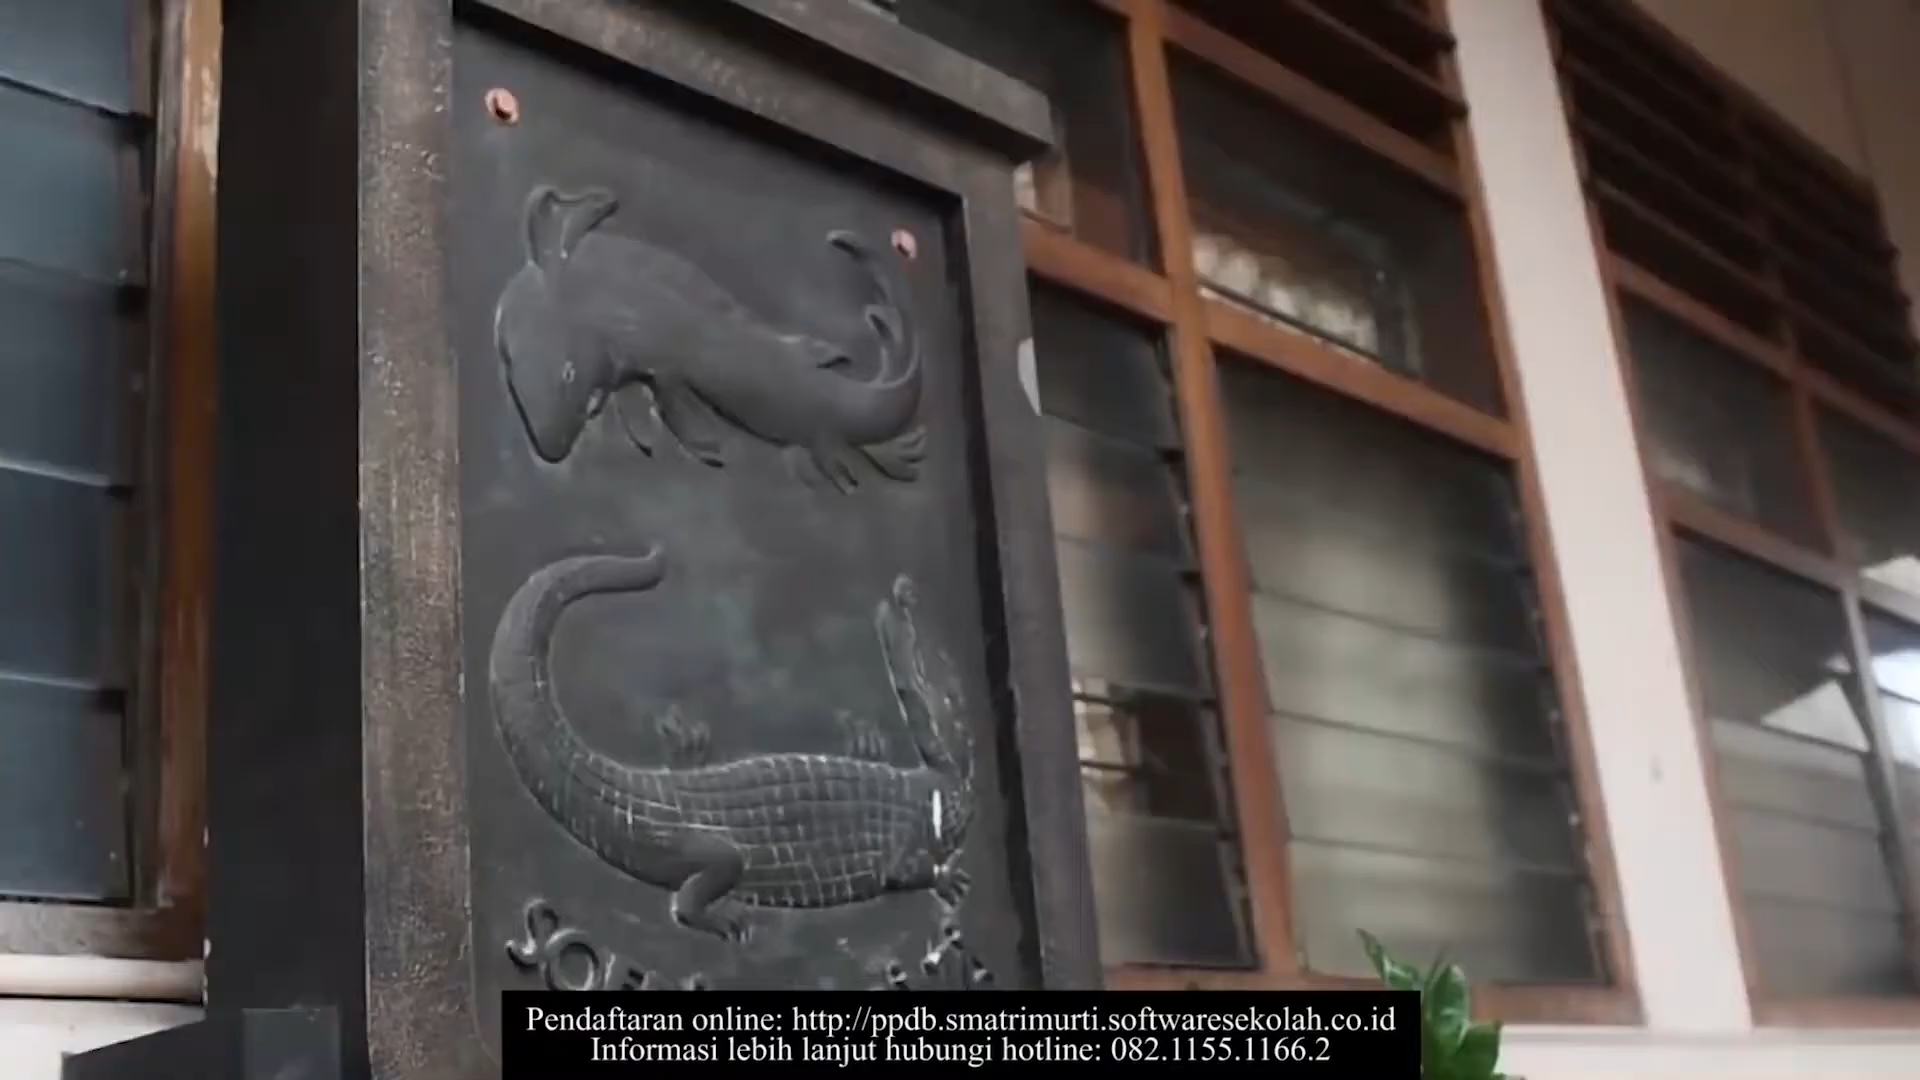 Pendaftaran online: http://ppdb.smatrimurti.softwaresekolah.co.id
Informasi lebih lanjut hubungi hotline: 082.1155.1166.2